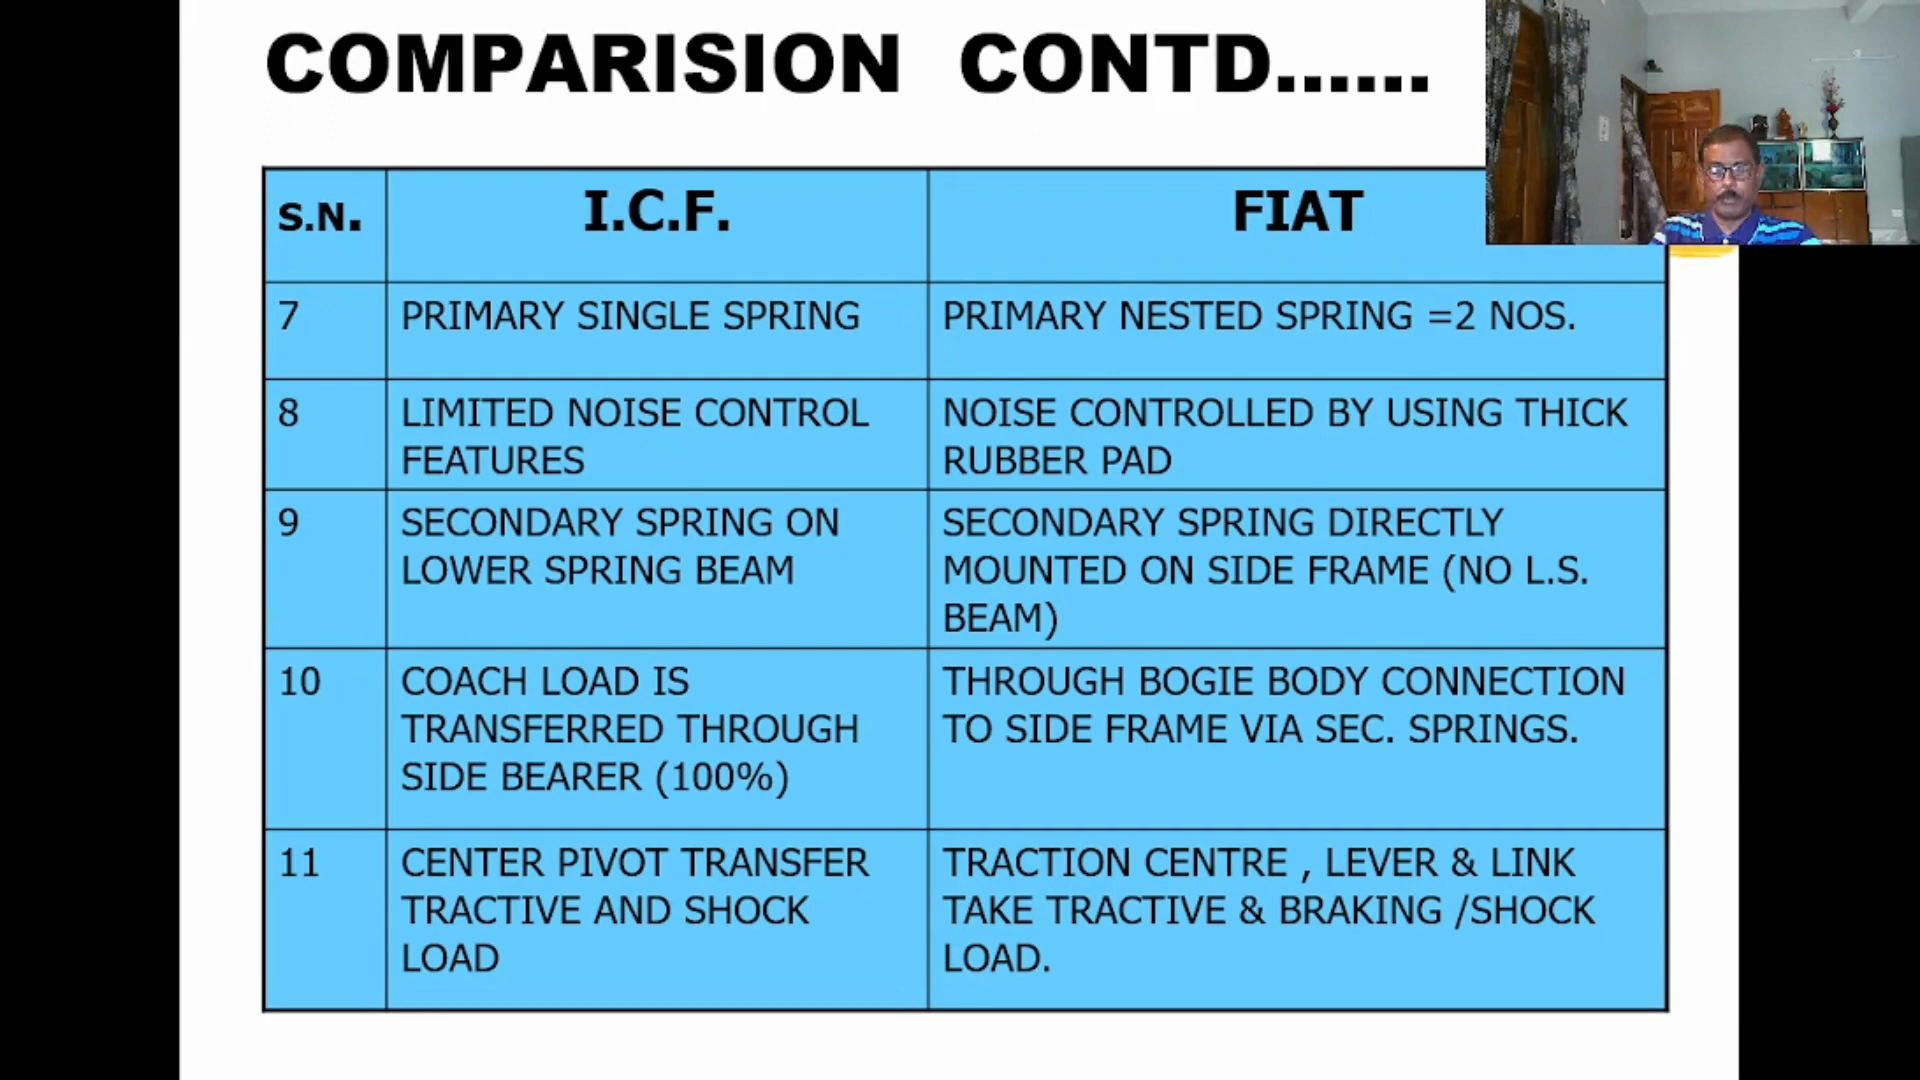 COMPARISION CONTD......
S.N. I.C.F. FIAT
7 PRIMARY SINGLE SPRING PRIMARY NESTED SPRING =2 NOS.
8 LIMITED NOISE CONTROL NOISE CONTROLLED BY USING THICK
FEATURES RUBBER PAD
9 SECONDARY SPRING ON SECONDARY SPRING DIRECTLY
LOWER SPRING BEAM MOUNTED ON SIDE FRAME (NO L.S.
BEAM)
10 COACH LOAD IS THROUGH BOGIE BODY CONNECTION
TRANSFERRED THROUGH TO SIDE FRAME VIA SEC. SPRINGS.
SIDE BEARER (100%)
11 CENTER PIVOT TRANSFER TRACTION CENTRE , LEVER & LINK
TRACTIVE AND SHOCK TAKE TRACTIVE & BRAKING /SHOCK
LOAD LOAD.